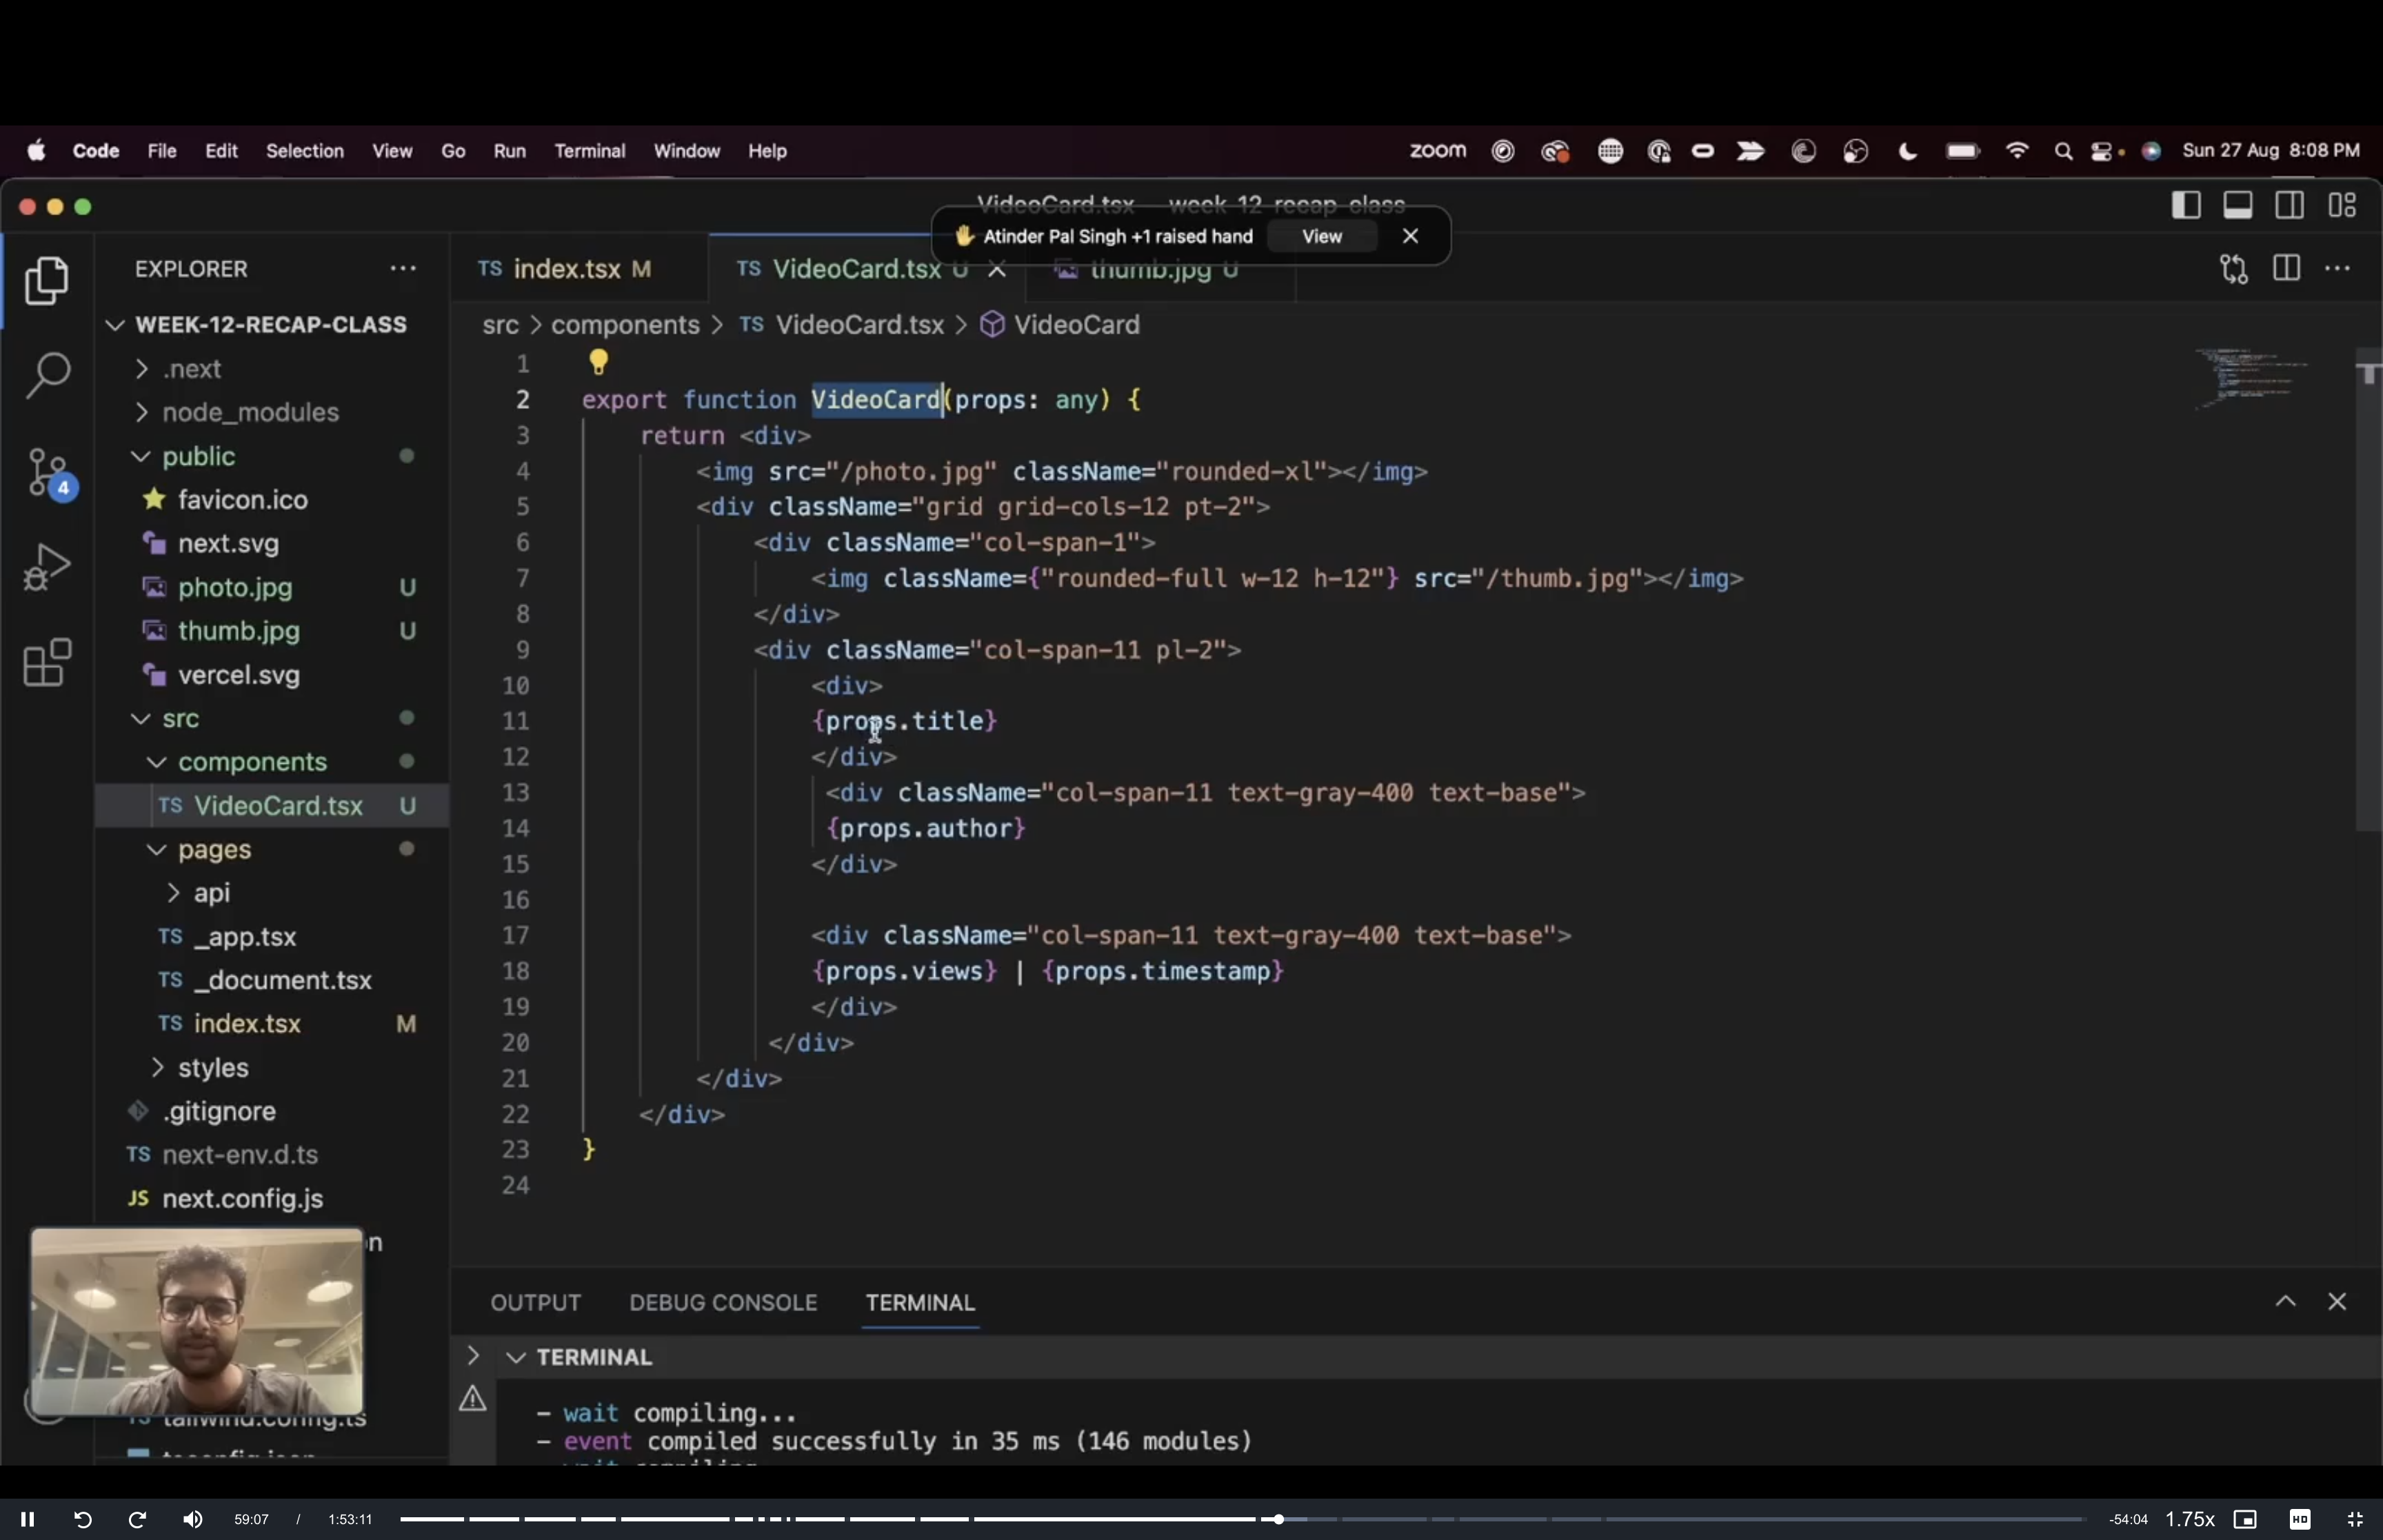 Code File Edit Selection View Go Run Terminal Window Help zoom Sun 27 Aug 8:08 PM
VideoCard.tsx — week-12-recap-class
✋ Atinder Pal Singh +1 raised hand View
EXPLORER
TS index.tsx M TS VideoCard.tsx U thumb.jpg U
src > components > TS VideoCard.tsx > VideoCard
WEEK-12-RECAP-CLASS
.next
node_modules
public
favicon.ico
next.svg
photo.jpg U
thumb.jpg U
vercel.svg
src
components
TS VideoCard.tsx U
pages
api
TS _app.tsx
TS _document.tsx
TS index.tsx M
styles
.gitignore
TS next-env.d.ts
JS next.config.js
n
TS tailwind.config.ts
tsconfig.json
4
1
2 export function VideoCard(props: any) {
3 return <div>
4 <img src="/photo.jpg" className="rounded-xl"></img>
5 <div className="grid grid-cols-12 pt-2">
6 <div className="col-span-1">
7 <img className={"rounded-full w-12 h-12"} src="/thumb.jpg"></img>
8 </div>
9 <div className="col-span-11 pl-2">
10 <div>
11 {props.title}
12 </div>
13 <div className="col-span-11 text-gray-400 text-base">
14 {props.author}
15 </div>
16
17 <div className="col-span-11 text-gray-400 text-base">
18 {props.views} | {props.timestamp}
19 </div>
20 </div>
21 </div>
22 </div>
23 }
24
OUTPUT DEBUG CONSOLE TERMINAL
TERMINAL
- wait compiling...
- event compiled successfully in 35 ms (146 modules)
- wait compiling
59:07 / 1:53:11 -54:04 1.75x HD